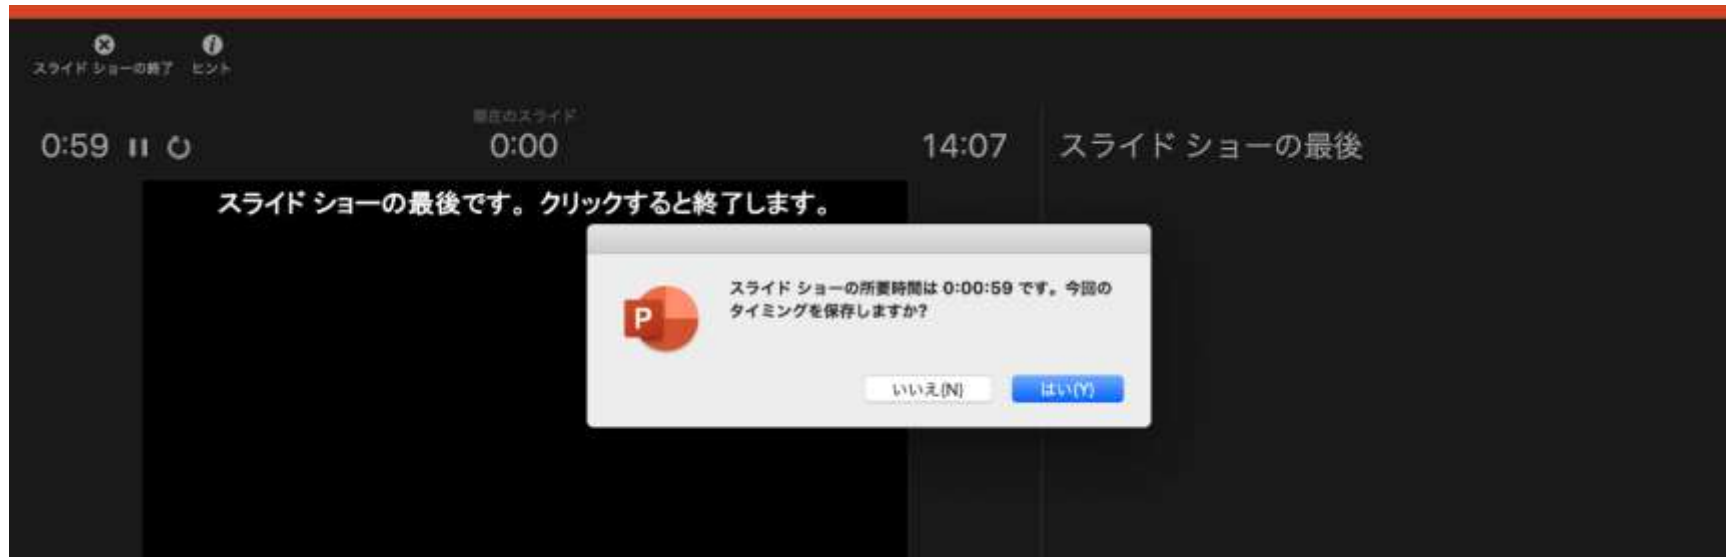 スライド ショーの終了 ヒント
現在のスライド
0:59 0:00 14:07 スライド ショーの最後
スライド ショーの最後です。クリックすると終了します。
スライド ショーの所要時間は 0:00:59 です。今回の
タイミングを保存しますか?
P
いいえ(N) はい(Y)